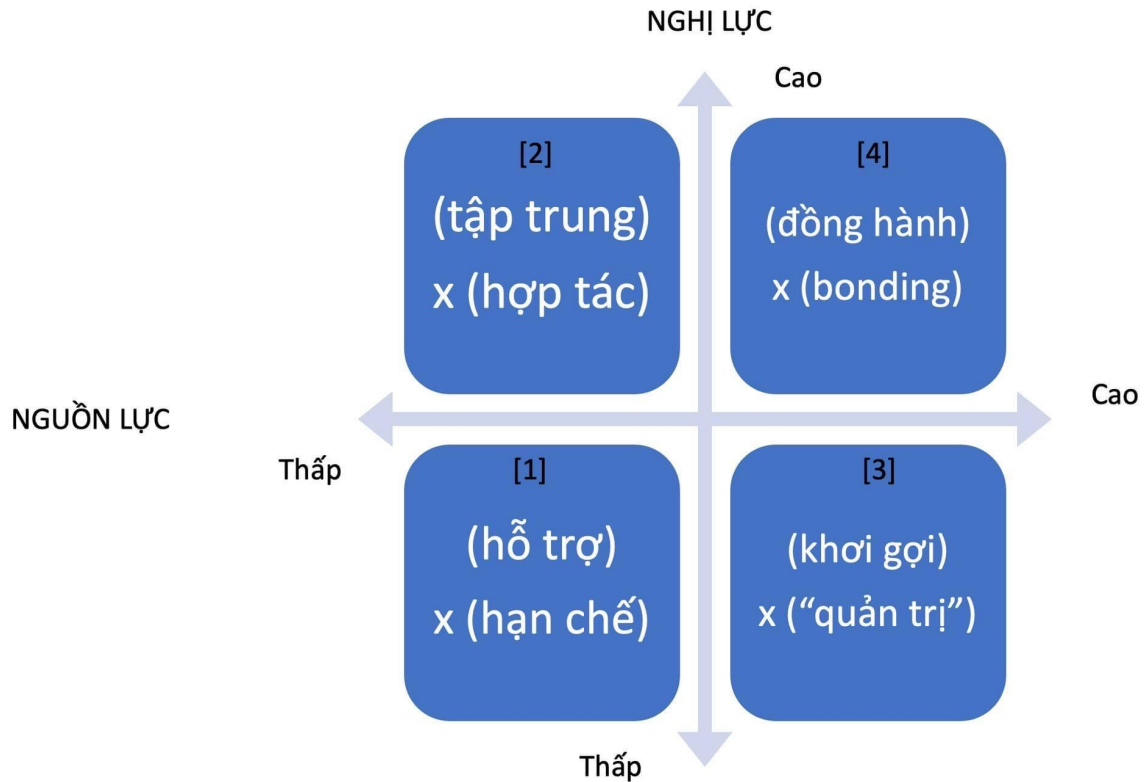 NGHỊ LỰC
Cao
[2]
(tập trung)
x (hợp tác)
[4]
(đồng hành)
x (bonding)
NGUỒN LỰC
Cao
Thấp
[1]
(hỗ trợ)
x (hạn chế)
[3]
(khơi gợi)
x (“quản trị”)
Thấp